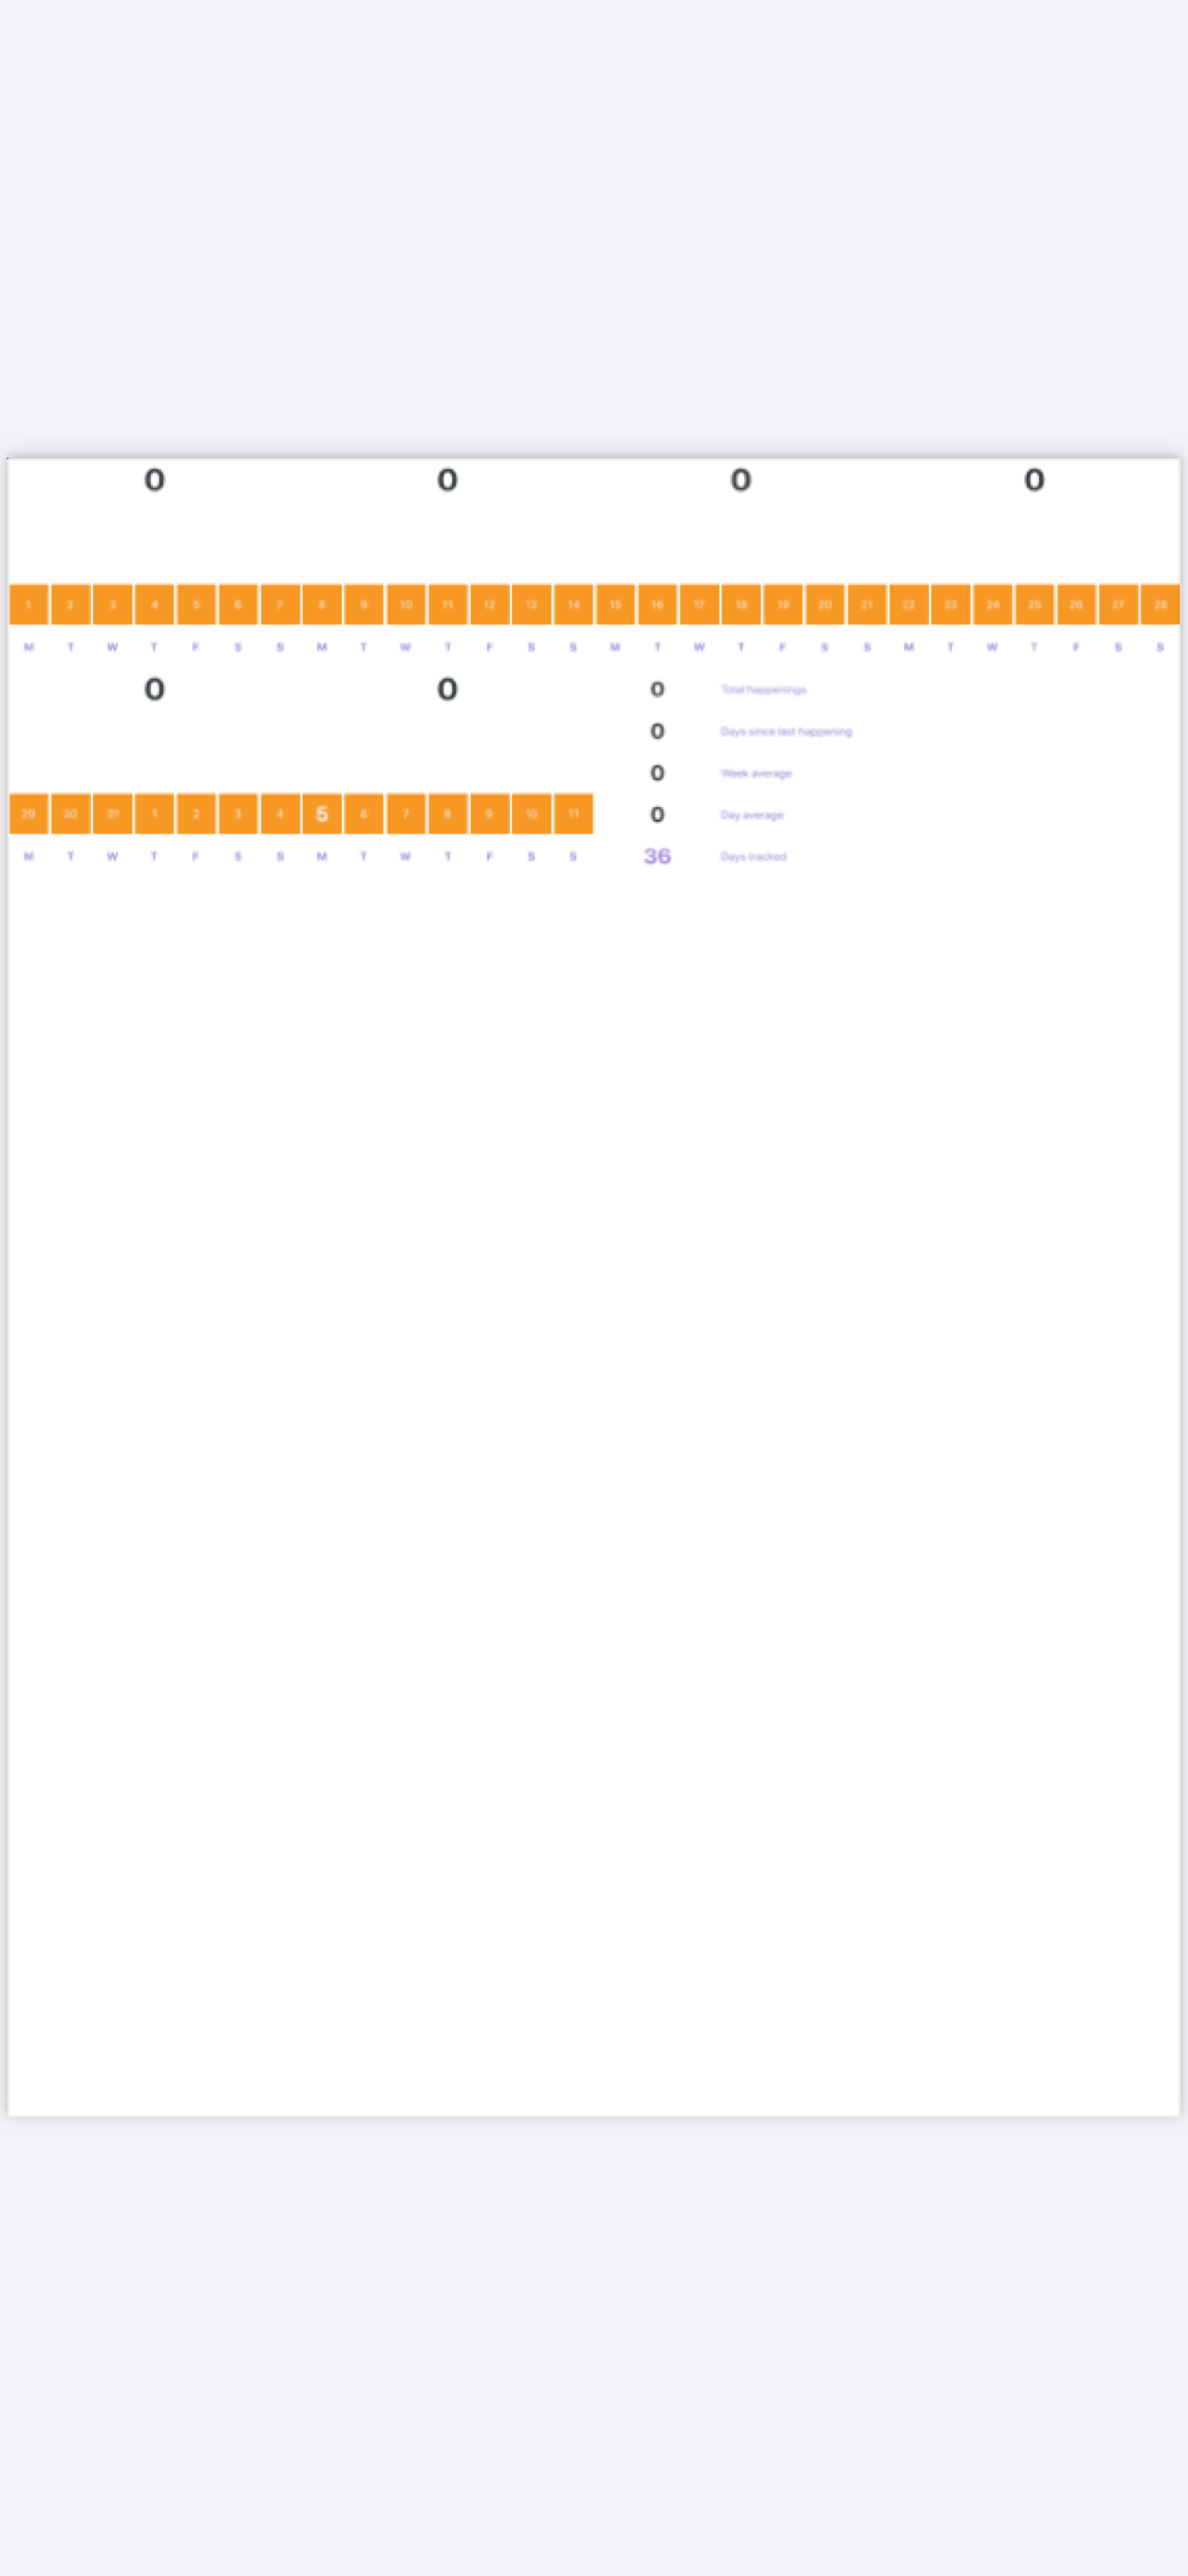 0 0 0 0
1 2 3 4 5 6 7 8 9 10 11 12 13 14 15 16 17 18 19 20 21 22 23 24 25 26 27 28
M T W T F S S M T W T F S S M T W T F S S M T W T F S S
0 0
0 Total happenings
0 Days since last happening
0 Week average
29 30 31 1 2 3 4 5 6 7 8 9 10 11
0 Day average
M T W T F S S M T W T F S S
36 Days tracked